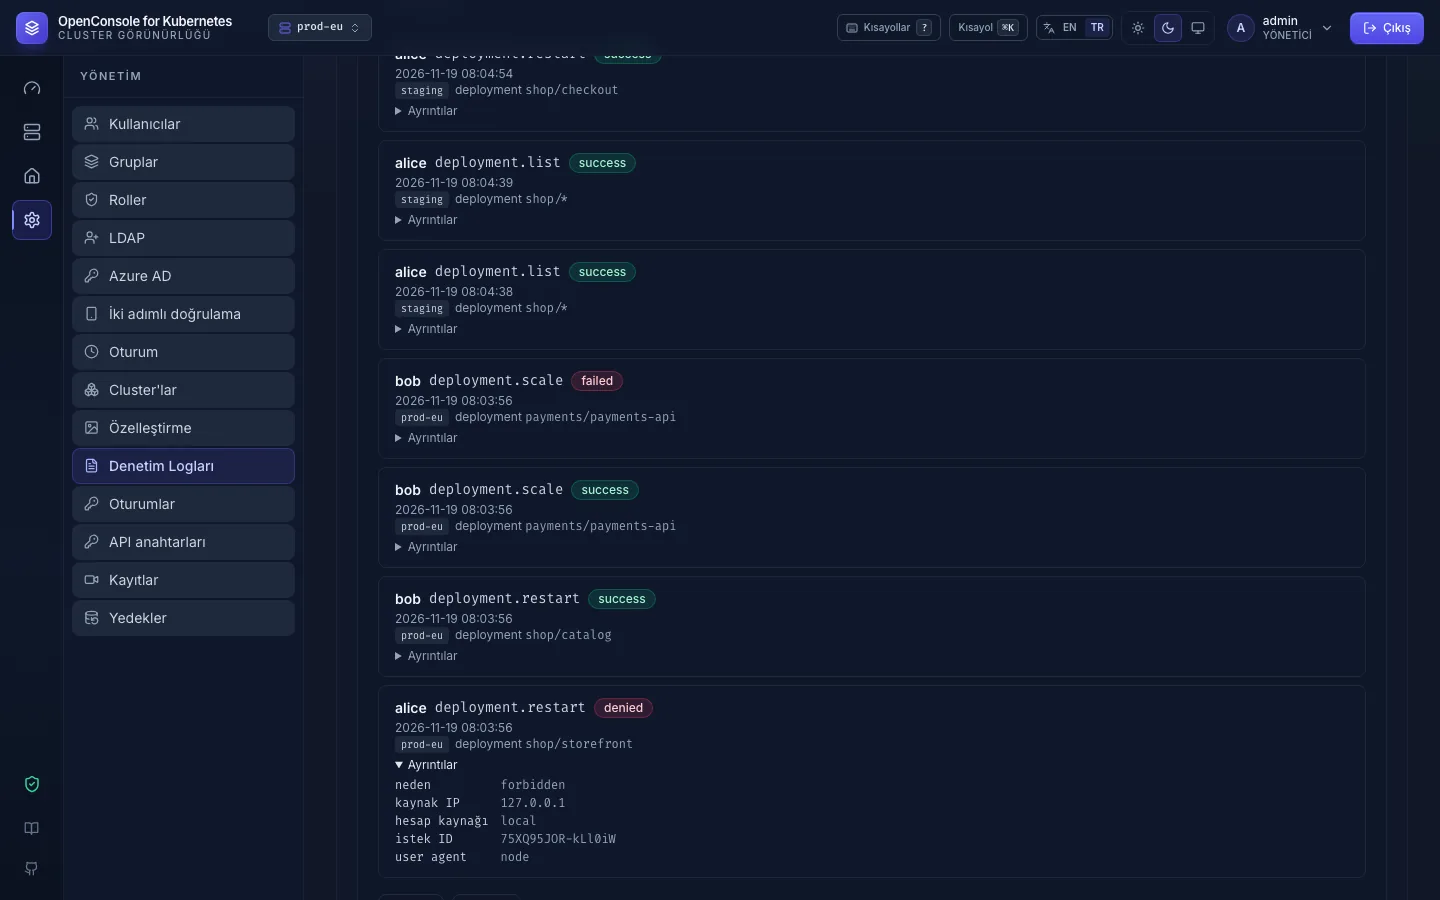 OpenConsole for Kubernetes
CLUSTER GÖRÜNÜRLÜĞÜ
prod-eu
Kısayollar ?
Kısayol ⌘K
EN TR
A
admin
YÖNETİCİ
Çıkış
YÖNETİM
Kullanıcılar
Gruplar
Roller
LDAP
Azure AD
İki adımlı doğrulama
Oturum
Cluster'lar
Özelleştirme
Denetim Logları
Oturumlar
API anahtarları
Kayıtlar
Yedekler
alice deployment.restart success
2026-11-19 08:04:54
staging deployment shop/checkout
Ayrıntılar
alice deployment.list success
2026-11-19 08:04:39
staging deployment shop/*
Ayrıntılar
alice deployment.list success
2026-11-19 08:04:38
staging deployment shop/*
Ayrıntılar
bob deployment.scale failed
2026-11-19 08:03:56
prod-eu deployment payments/payments-api
Ayrıntılar
bob deployment.scale success
2026-11-19 08:03:56
prod-eu deployment payments/payments-api
Ayrıntılar
bob deployment.restart success
2026-11-19 08:03:56
prod-eu deployment shop/catalog
Ayrıntılar
alice deployment.restart denied
2026-11-19 08:03:56
prod-eu deployment shop/storefront
Ayrıntılar
neden forbidden
kaynak IP 127.0.0.1
hesap kaynağı local
istek ID 75XQ95JOR-kLl0iW
user agent node